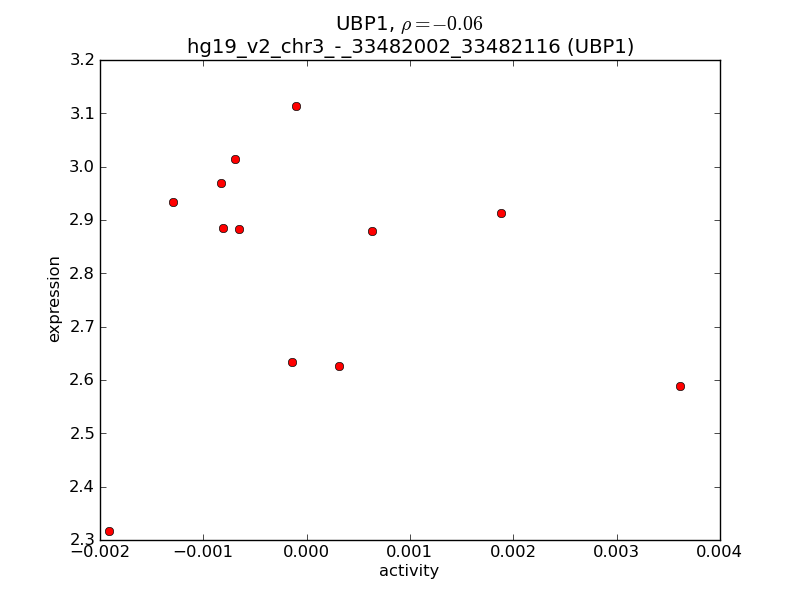 UBP1, ρ=−0.06
hg19_v2_chr3_-_33482002_33482116 (UBP1)
3.2
3.1
3.0
2.9
2.8
2.7
2.6
2.5
2.4
2.3
expression
−0.002 −0.001 0.000 0.001 0.002 0.003 0.004
activity